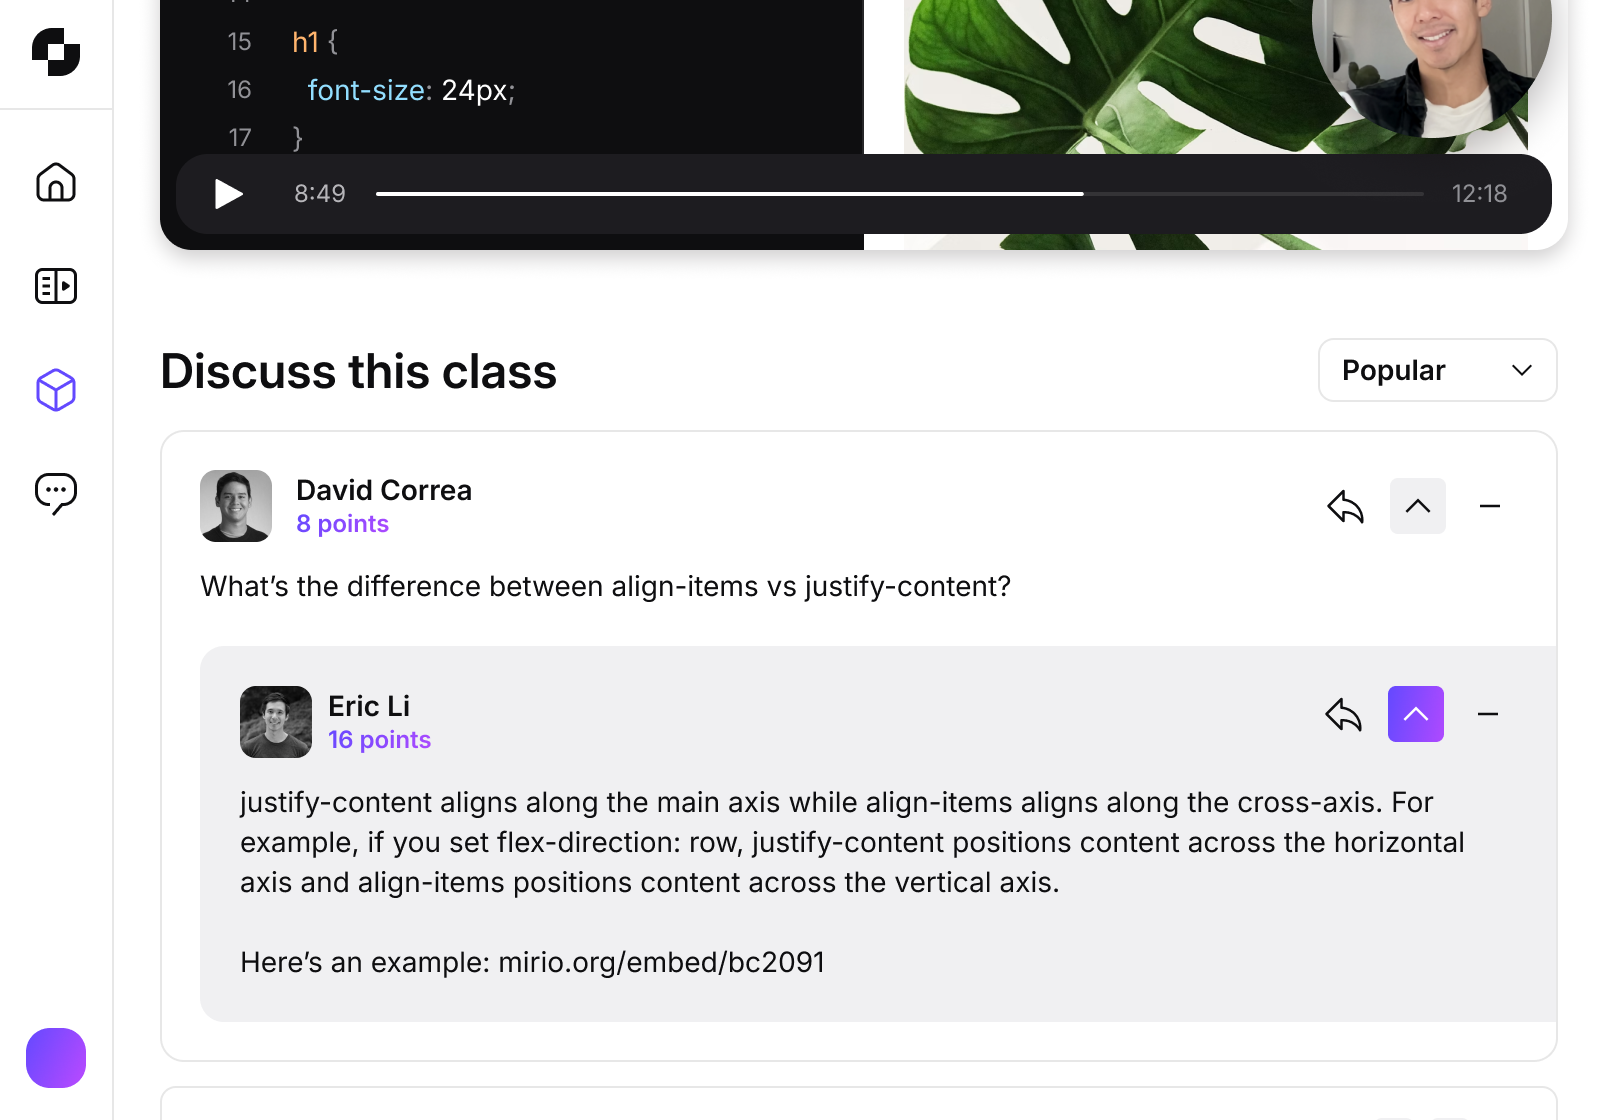 15 h1 {
16 font-size: 24px;
17 }
8:49 12:18
Discuss this class
Popular
David Correa
8 points
What’s the difference between align-items vs justify-content?
Eric Li
16 points
justify-content aligns along the main axis while align-items aligns along the cross-axis. For
example, if you set flex-direction: row, justify-content positions content across the horizontal
axis and align-items positions content across the vertical axis.
Here’s an example: mirio.org/embed/bc2091